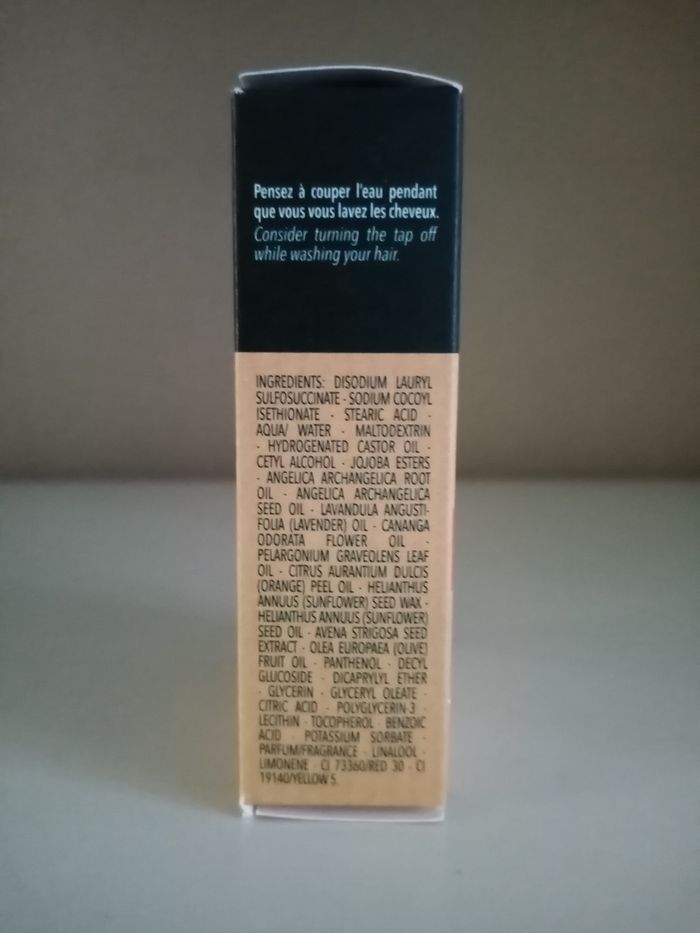 Pensez à couper l'eau pendant
que vous vous lavez les cheveux.
Consider turning the tap off
while washing your hair.
INGREDIENTS: DISODIUM LAURYL
SULFOSUCCINATE · SODIUM COCOYL
ISETHIONATE · STEARIC ACID ·
AQUA/ WATER · MALTODEXTRIN
· HYDROGENATED CASTOR OIL ·
CETYL ALCOHOL · JOJOBA ESTERS
· ANGELICA ARCHANGELICA ROOT
OIL · ANGELICA ARCHANGELICA
SEED OIL · LAVANDULA ANGUSTI-
FOLIA (LAVENDER) OIL · CANANGA
ODORATA FLOWER OIL ·
PELARGONIUM GRAVEOLENS LEAF
OIL · CITRUS AURANTIUM DULCIS
(ORANGE) PEEL OIL · HELIANTHUS
ANNUUS (SUNFLOWER) SEED WAX ·
HELIANTHUS ANNUUS (SUNFLOWER)
SEED OIL · AVENA STRIGOSA SEED
EXTRACT · OLEA EUROPAEA (OLIVE)
FRUIT OIL · PANTHENOL · DECYL
GLUCOSIDE · DICAPRYLYL ETHER
· GLYCERIN · GLYCERYL OLEATE ·
CITRIC ACID · POLYGLYCERIN-3 ·
LECITHIN · TOCOPHEROL · BENZOIC
ACID · POTASSIUM SORBATE ·
PARFUM/FRAGRANCE · LINALOOL ·
LIMONENE · CI 73360/RED 30 · CI
19140/YELLOW 5.